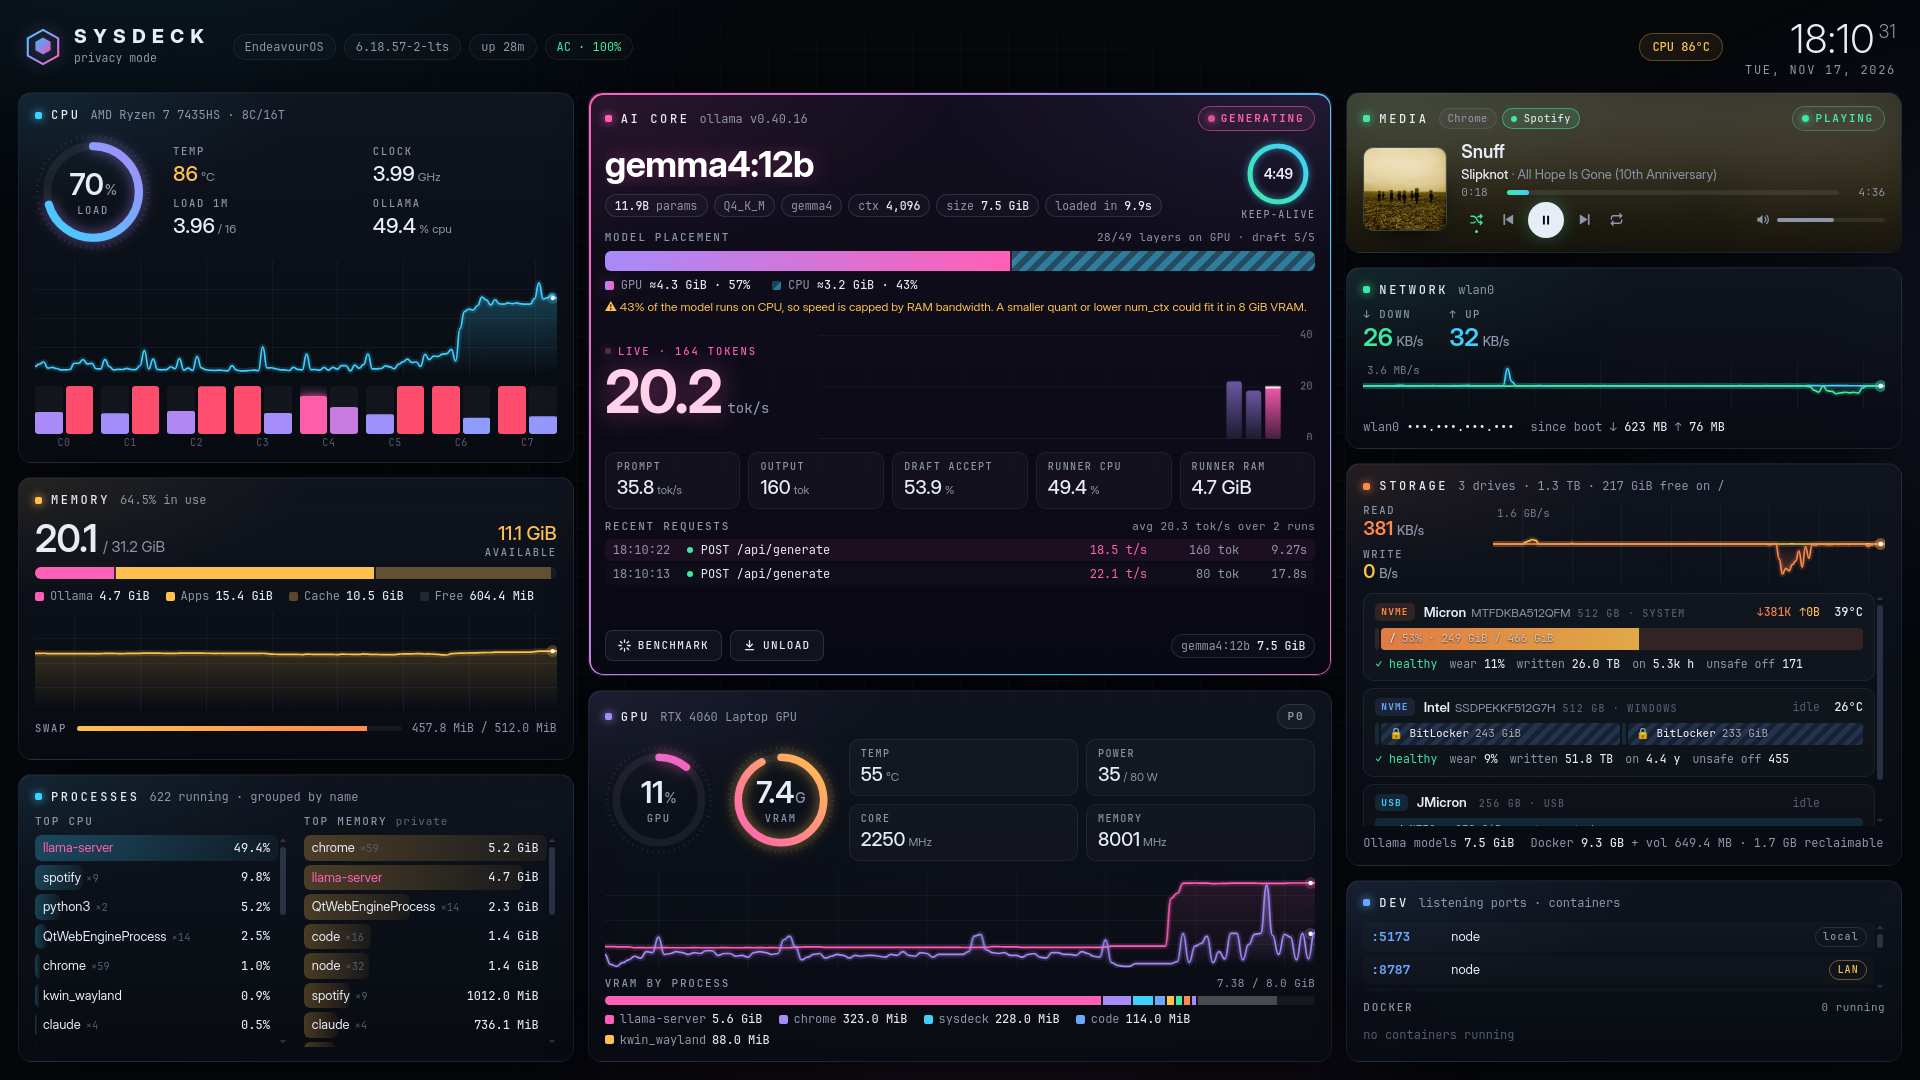 SYSDECK
privacy mode
EndeavourOS
6.18.57-2-lts
up 28m
AC · 100%
CPU 86°C
18:10 31
TUE, NOV 17, 2026
CPU AMD Ryzen 7 7435HS · 8C/16T
70%
LOAD
TEMP
86 °C
CLOCK
3.99 GHz
LOAD 1M
3.96 / 16
OLLAMA
49.4 % cpu
C0 C1 C2 C3 C4 C5 C6 C7
MEMORY 64.5% in use
20.1 / 31.2 GiB
11.1 GiB
AVAILABLE
Ollama 4.7 GiB Apps 15.4 GiB Cache 10.5 GiB Free 604.4 MiB
SWAP 457.8 MiB / 512.0 MiB
PROCESSES 622 running · grouped by name
TOP CPU
llama-server 49.4%
spotify ×9 9.8%
python3 ×2 5.2%
QtWebEngineProcess ×14 2.5%
chrome ×59 1.0%
kwin_wayland 0.9%
claude ×4 0.5%
TOP MEMORY private
chrome ×59 5.2 GiB
llama-server 4.7 GiB
QtWebEngineProcess ×14 2.3 GiB
code ×16 1.4 GiB
node ×32 1.4 GiB
spotify ×9 1012.0 MiB
claude ×4 736.1 MiB
AI CORE ollama v0.40.16
GENERATING
gemma4:12b
4:49
KEEP-ALIVE
11.9B params
Q4_K_M
gemma4
ctx 4,096
size 7.5 GiB
loaded in 9.9s
MODEL PLACEMENT 28/49 layers on GPU · draft 5/5
GPU ≈4.3 GiB · 57% CPU ≈3.2 GiB · 43%
43% of the model runs on CPU, so speed is capped by RAM bandwidth. A smaller quant or lower num_ctx could fit it in 8 GiB VRAM.
LIVE · 164 TOKENS
20.2 tok/s
40
20
0
PROMPT
35.8 tok/s
OUTPUT
160 tok
DRAFT ACCEPT
53.9 %
RUNNER CPU
49.4 %
RUNNER RAM
4.7 GiB
RECENT REQUESTS avg 20.3 tok/s over 2 runs
18:10:22 POST /api/generate 18.5 t/s 160 tok 9.27s
18:10:13 POST /api/generate 22.1 t/s 80 tok 17.8s
BENCHMARK
UNLOAD
gemma4:12b 7.5 GiB
GPU RTX 4060 Laptop GPU
P0
11%
GPU
7.4G
VRAM
TEMP
55 °C
POWER
35 / 80 W
CORE
2250 MHz
MEMORY
8001 MHz
VRAM BY PROCESS 7.38 / 8.0 GiB
llama-server 5.6 GiB chrome 323.0 MiB sysdeck 228.0 MiB code 114.0 MiB
kwin_wayland 88.0 MiB
MEDIA Chrome Spotify
PLAYING
Snuff
Slipknot · All Hope Is Gone (10th Anniversary)
0:18 4:36
NETWORK wlan0
↓ DOWN
26 KB/s
↑ UP
32 KB/s
3.6 MB/s
wlan0 •••.•••.•••.••• since boot ↓ 623 MB ↑ 76 MB
STORAGE 3 drives · 1.3 TB · 217 GiB free on /
READ
381 KB/s
WRITE
0 B/s
1.6 GB/s
NVME Micron MTFDKBA512QFM 512 GB · SYSTEM ↓381K ↑0B 39°C
/ 53% · 249 GiB / 466 GiB
✓ healthy wear 11% written 26.0 TB on 5.3k h unsafe off 171
NVME Intel SSDPEKKF512G7H 512 GB · WINDOWS idle 26°C
BitLocker 243 GiB
BitLocker 233 GiB
✓ healthy wear 9% written 51.8 TB on 4.4 y unsafe off 455
USB JMicron 256 GB · USB idle
Ollama models 7.5 GiB Docker 9.3 GB + vol 649.4 MB · 1.7 GB reclaimable
DEV listening ports · containers
:5173 node local
:8787 node LAN
DOCKER 0 running
no containers running